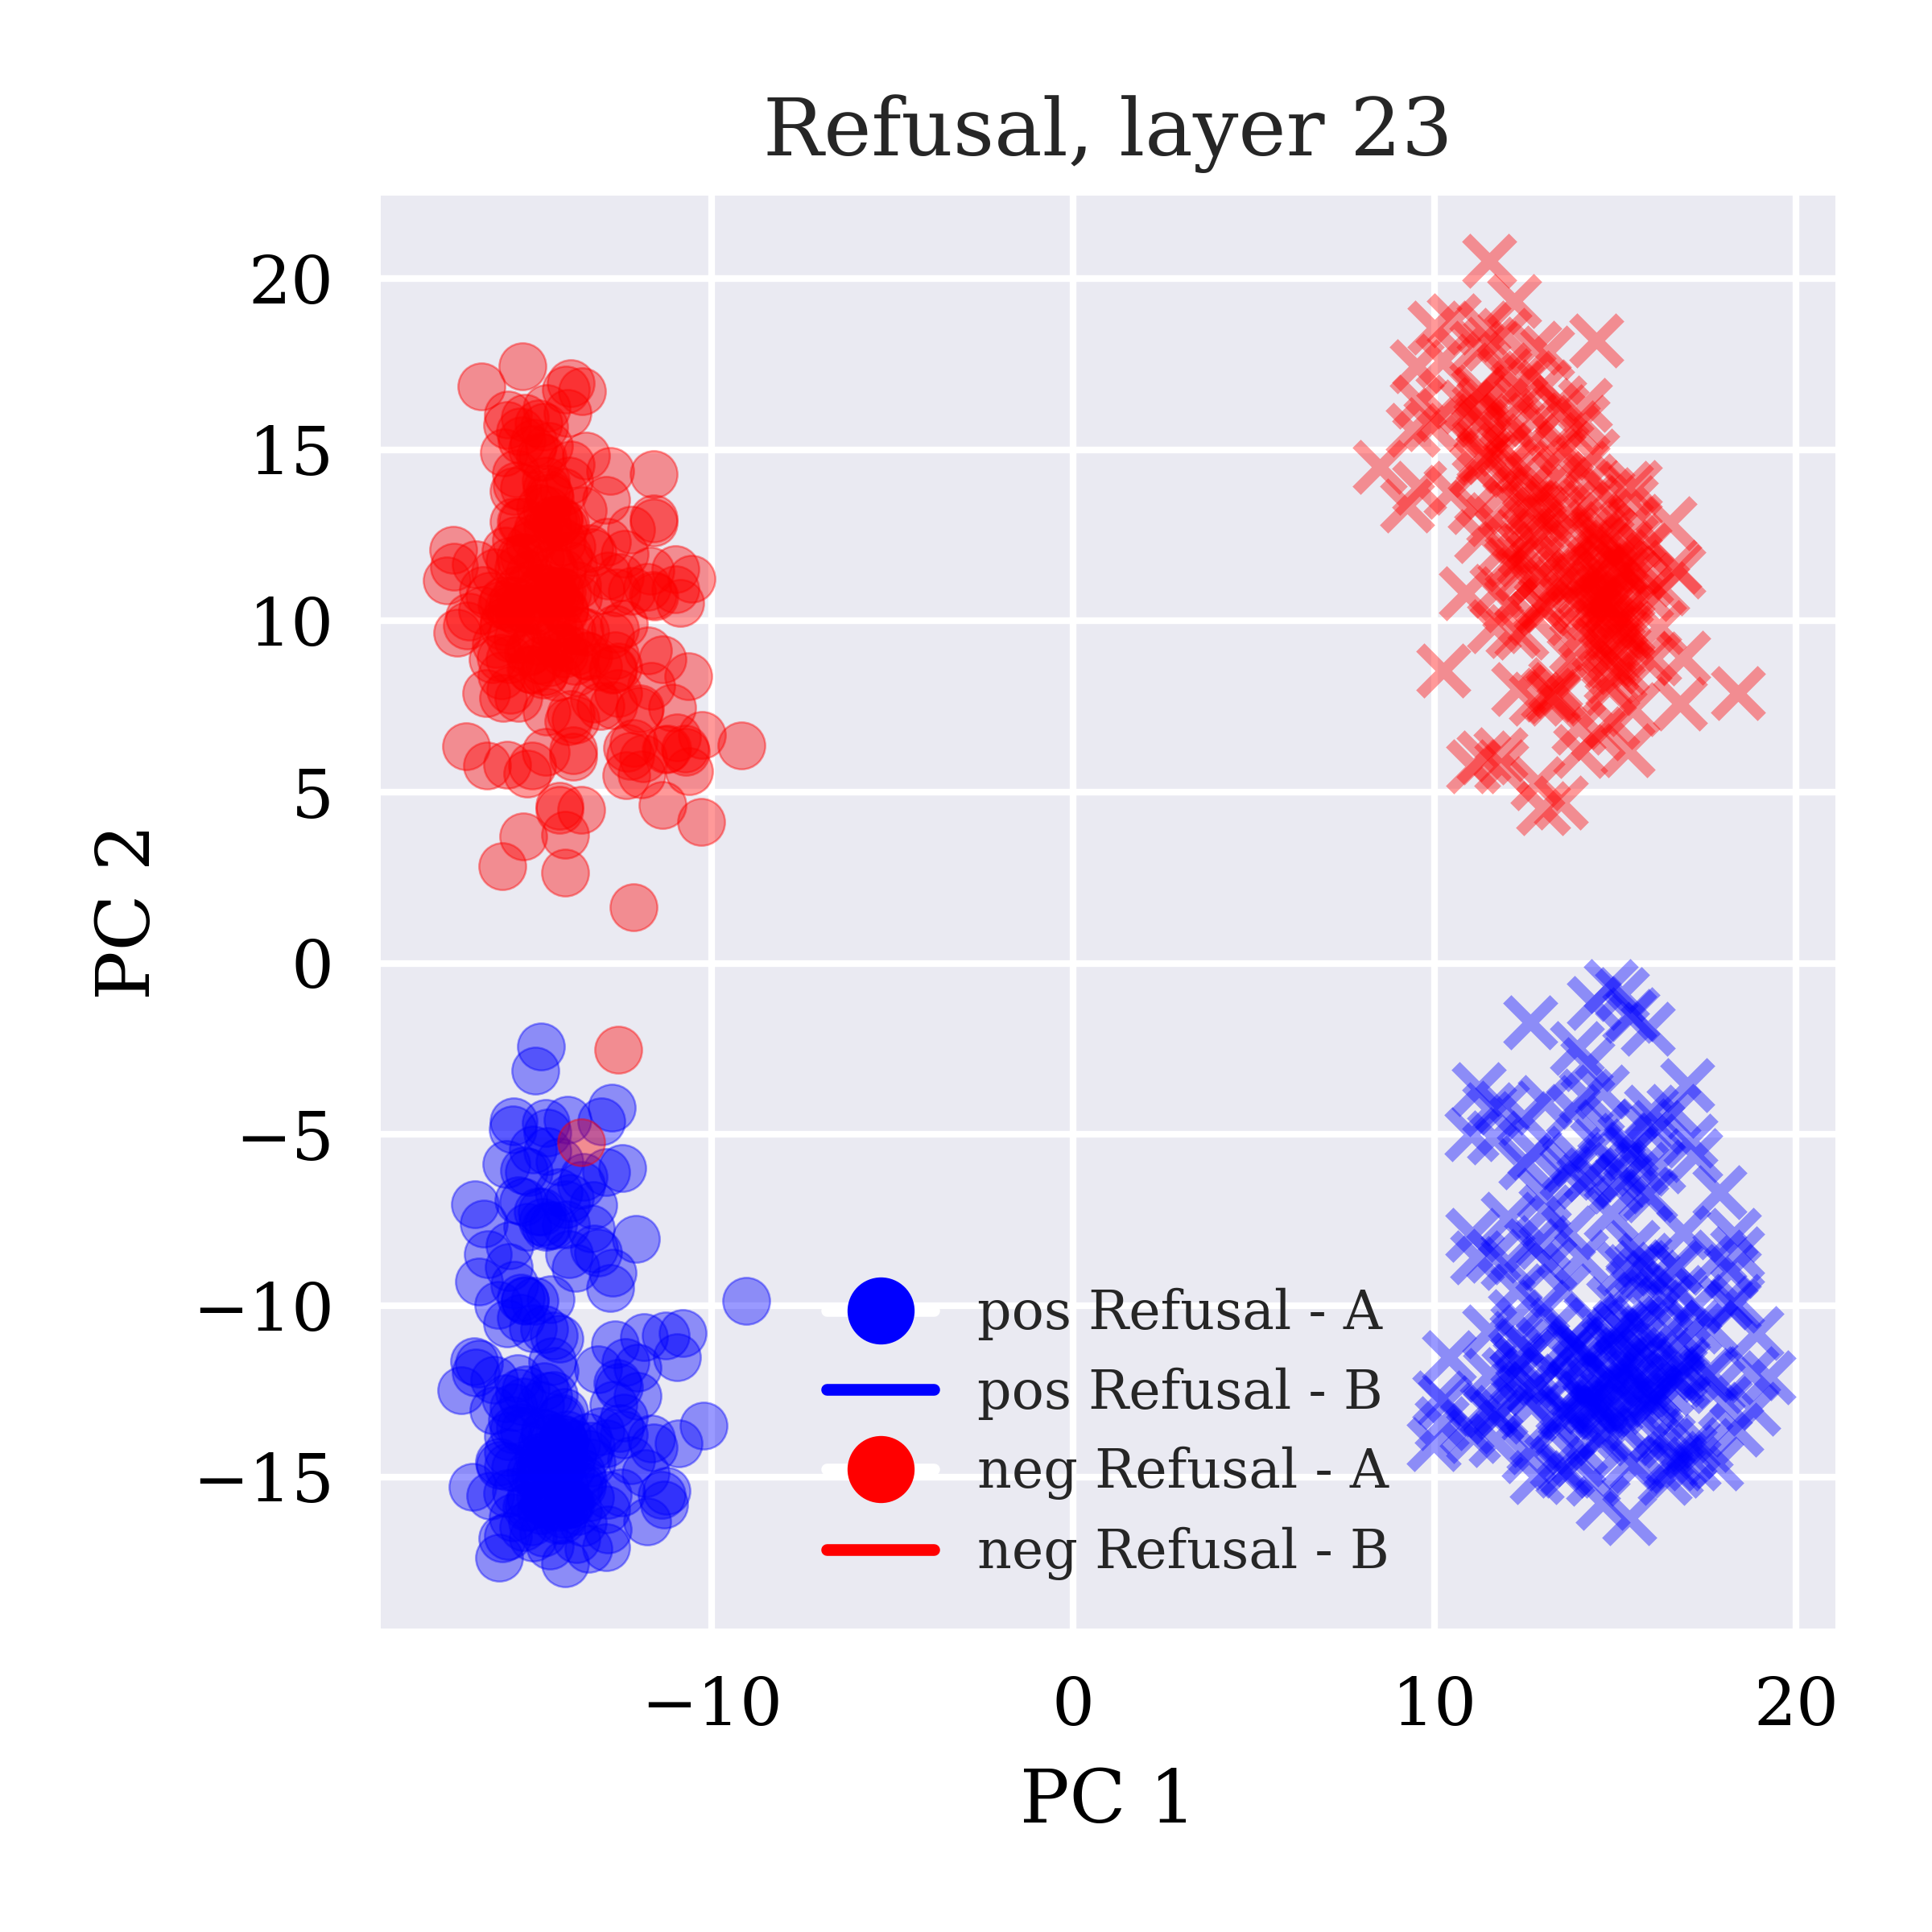 Refusal, layer 23
20
15
10
5
0
−5
−10
−15
PC 2
pos Refusal - A
pos Refusal - B
neg Refusal - A
neg Refusal - B
−10 0 10 20
PC 1